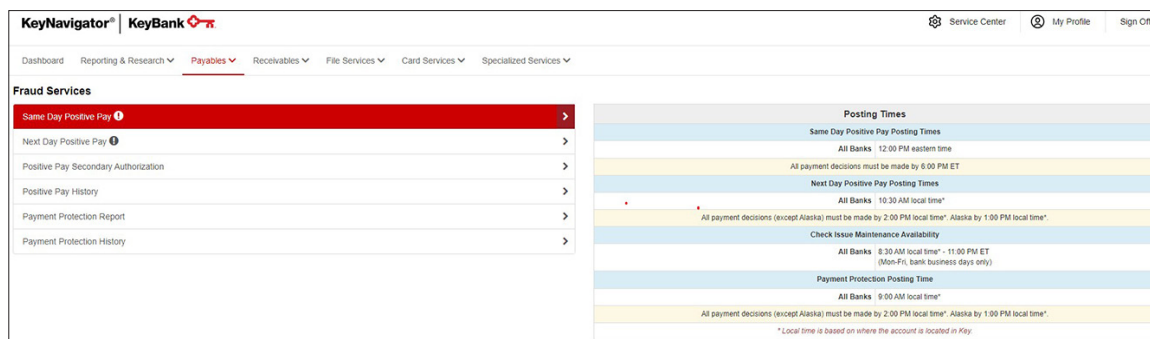 KeyNavigator® | KeyBank
Service Center
My Profile
Sign Off
Dashboard
Reporting & Research
Payables
Receivables
File Services
Card Services
Specialized Services
Fraud Services
Same Day Positive Pay
Next Day Positive Pay
Positive Pay Secondary Authorization
Positive Pay History
Payment Protection Report
Payment Protection History
Posting Times
Same Day Positive Pay Posting Times
All Banks 12:00 PM eastern time
All payment decisions must be made by 6:00 PM ET
Next Day Positive Pay Posting Times
All Banks 10:30 AM local time*
All payment decisions (except Alaska) must be made by 2:00 PM local time*. Alaska by 1:00 PM local time*.
Check Issue Maintenance Availability
All Banks 8:30 AM local time* - 11:00 PM ET
(Mon-Fri, bank business days only)
Payment Protection Posting Time
All Banks 9:00 AM local time*
All payment decisions (except Alaska) must be made by 2:00 PM local time*. Alaska by 1:00 PM local time*.
* Local time is based on where the account is located in Key.